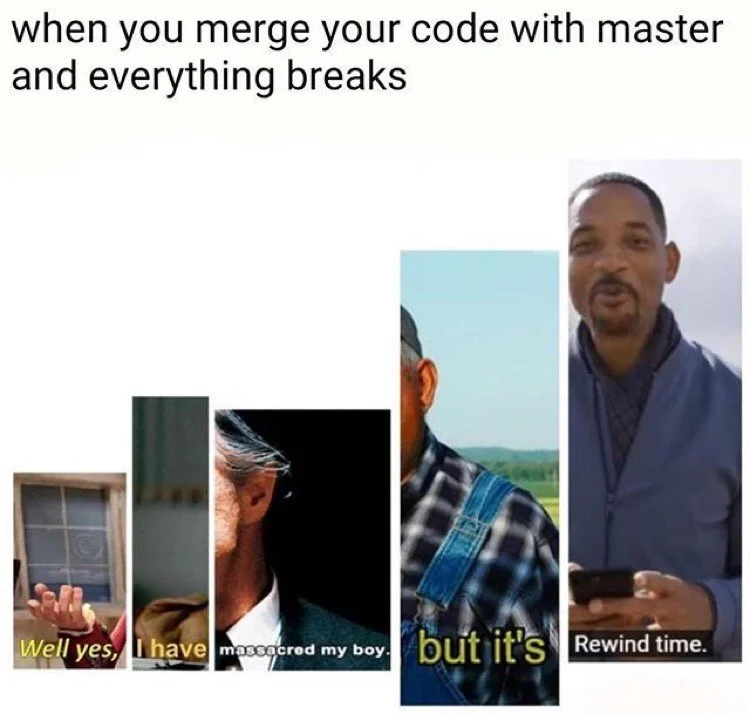 when you merge your code with master
and everything breaks
Well yes, I have massacred my boy. but it's Rewind time.